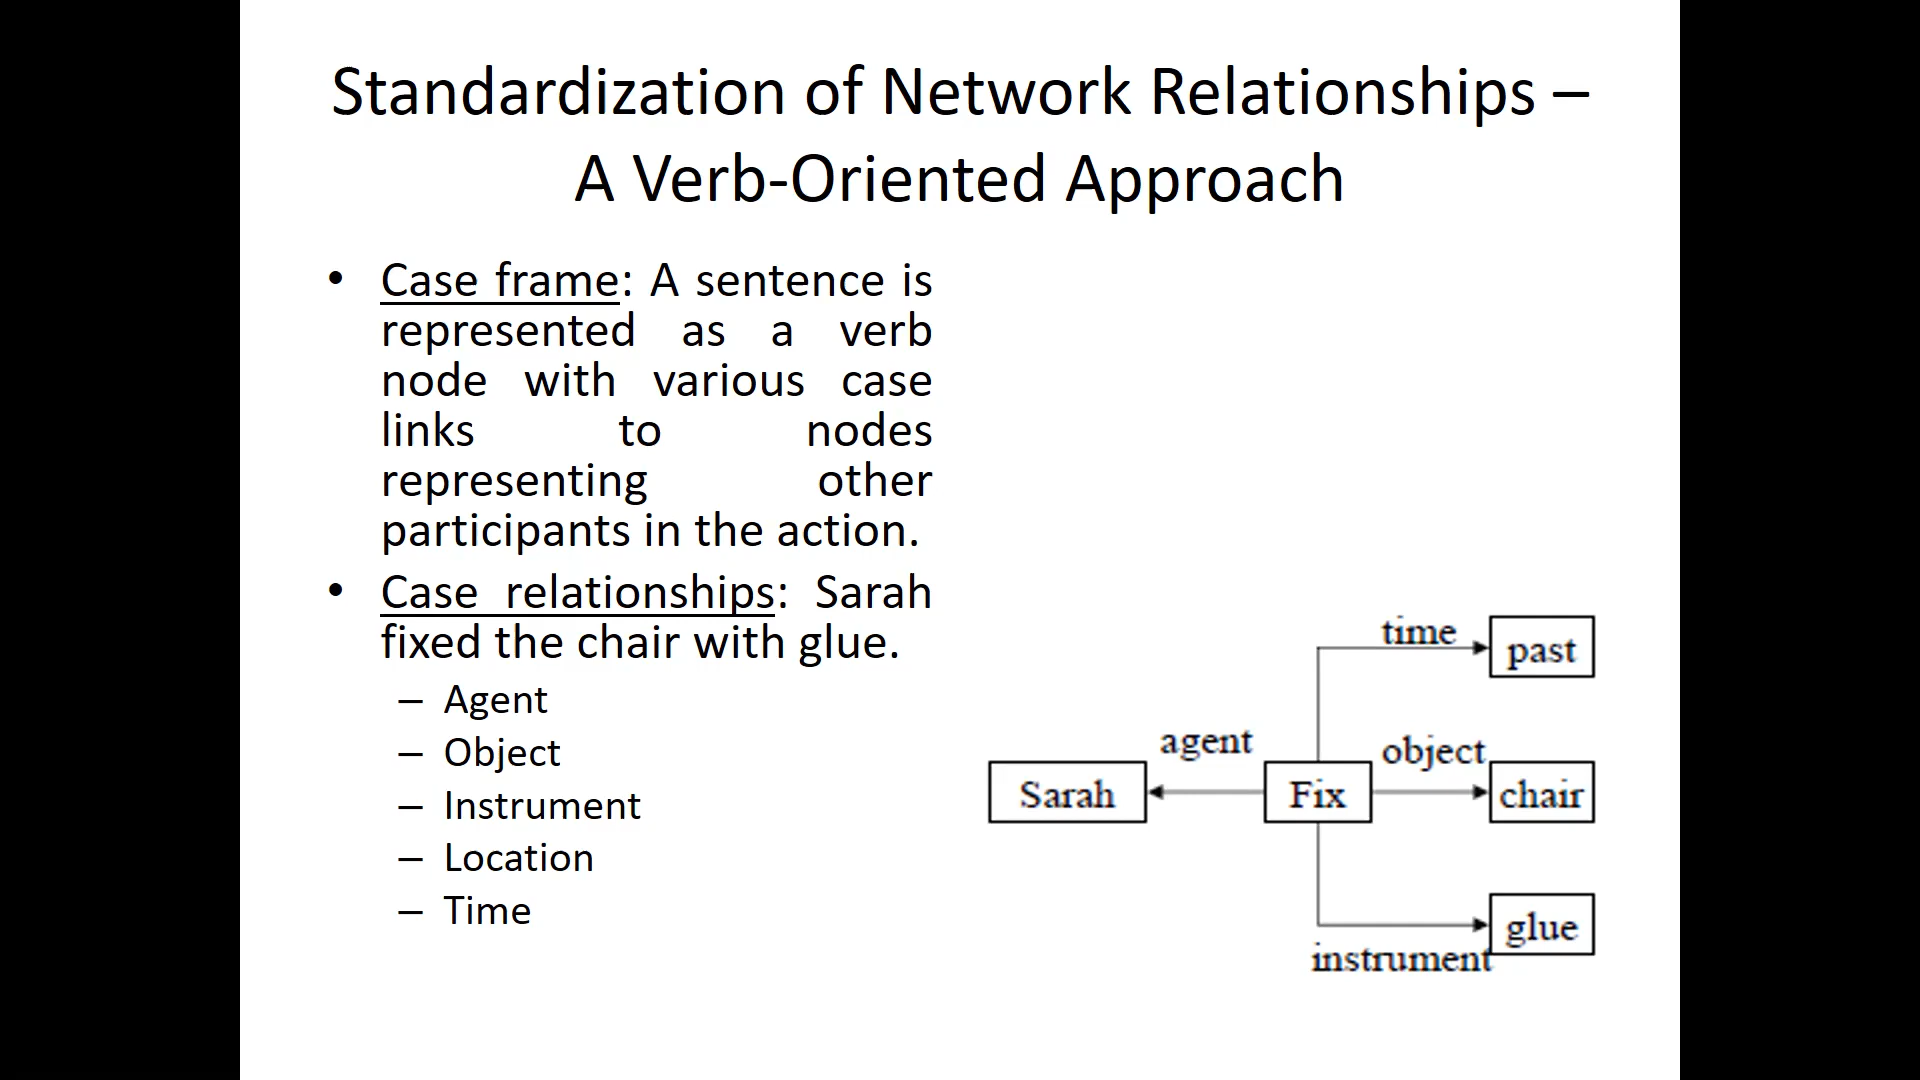 Standardization of Network Relationships –
A Verb-Oriented Approach
• Case frame: A sentence is
represented as a verb
node with various case
links to nodes
representing other
participants in the action.
• Case relationships: Sarah
fixed the chair with glue.
– Agent
– Object
– Instrument
– Location
– Time
time
past
agent
object
Sarah
Fix
chair
glue
instrument